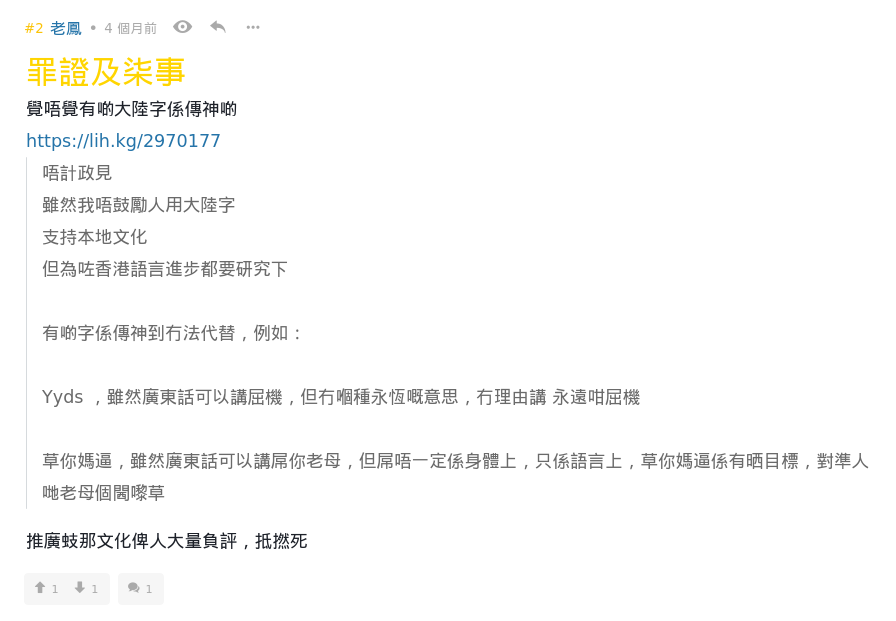 #2 老鳳 • 4 個月前
罪證及柒事
覺唔覺有啲大陸字係傳神啲
https://lih.kg/2970177
唔計政見
雖然我唔鼓勵人用大陸字
支持本地文化
但為咗香港語言進步都要研究下
有啲字係傳神到冇法代替，例如：
Yyds ，雖然廣東話可以講屈機，但冇嗰種永恆嘅意思，冇理由講 永遠咁屈機
草你媽逼，雖然廣東話可以講屌你老母，但屌唔一定係身體上，只係語言上，草你媽逼係有晒目標，對準人
哋老母個閪嚟草
推廣蚑那文化俾人大量負評，抵撚死
1 1 1